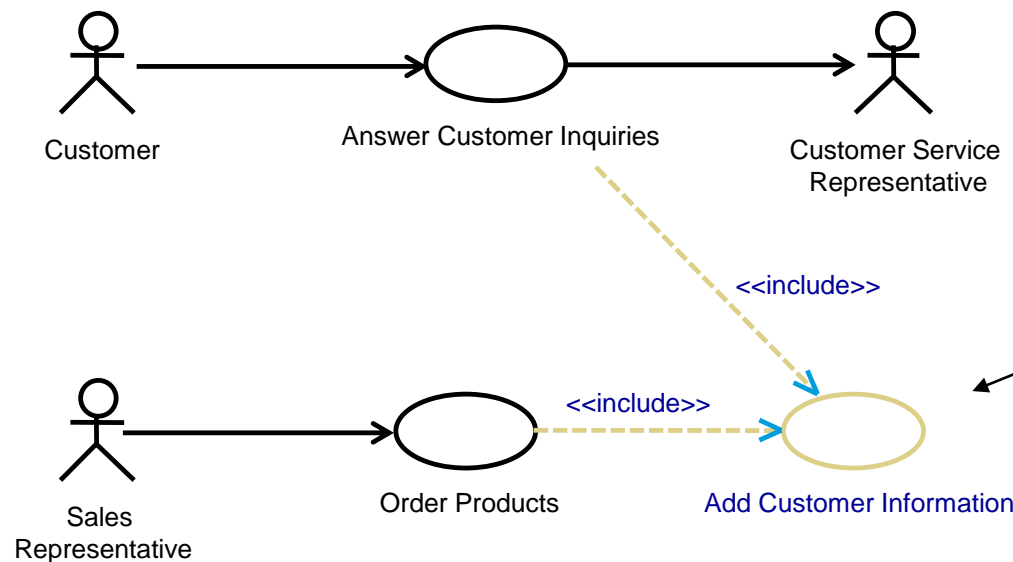 Customer
Answer Customer Inquiries
Customer Service
Representative
<<include>>
<<include>>
Sales
Representative
Order Products
Add Customer Information